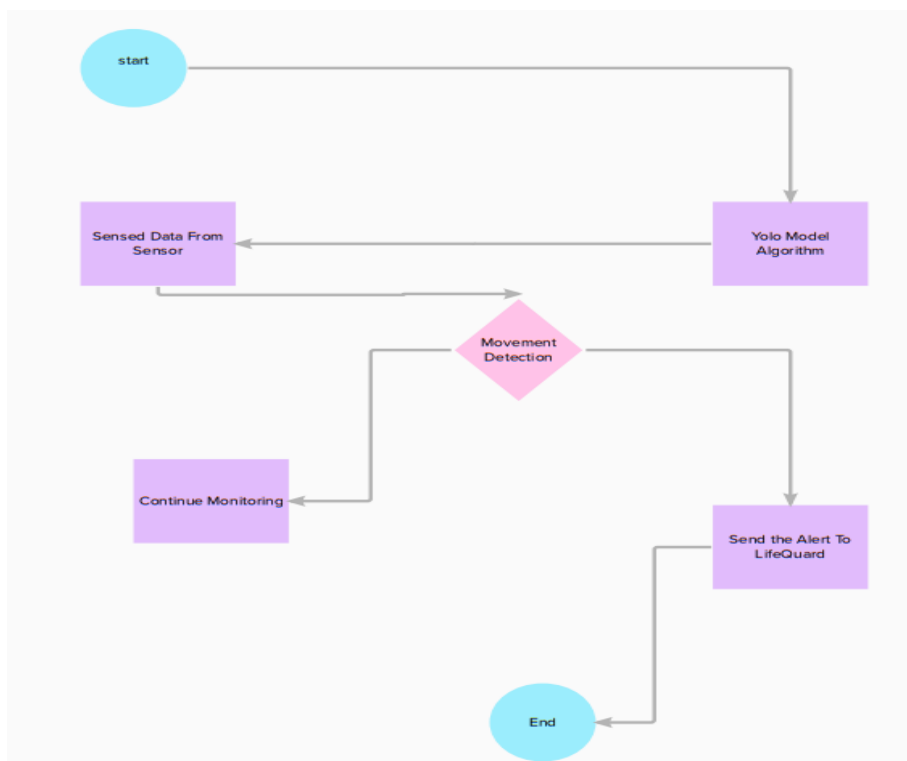 start
Sensed Data From
Sensor
Yolo Model
Algorithm
Movement
Detection
Continue Monitoring
Send the Alert To
LifeQuard
End